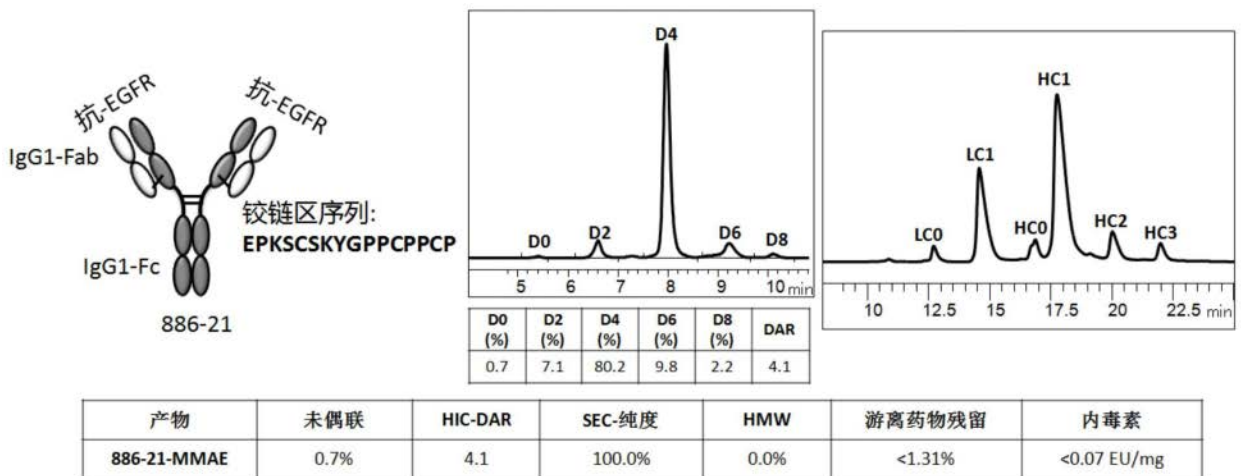 抗-EGFR
抗-EGFR
IgG1-Fab
铰链区序列:
EPKSCSKYGPPCPPCP
IgG1-Fc
886-21
D0
D2
D4
D6
D8
5 6 7 8 9 10 min
D0 (%) D2 (%) D4 (%) D6 (%) D8 (%) DAR
0.7 7.1 80.2 9.8 2.2 4.1
LC0
LC1
HC0
HC1
HC2
HC3
10 12.5 15 17.5 20 22.5 min
产物 未偶联 HIC-DAR SEC-纯度 HMW 游离药物残留 内毒素
886-21-MMAE 0.7% 4.1 100.0% 0.0% <1.31% <0.07 EU/mg